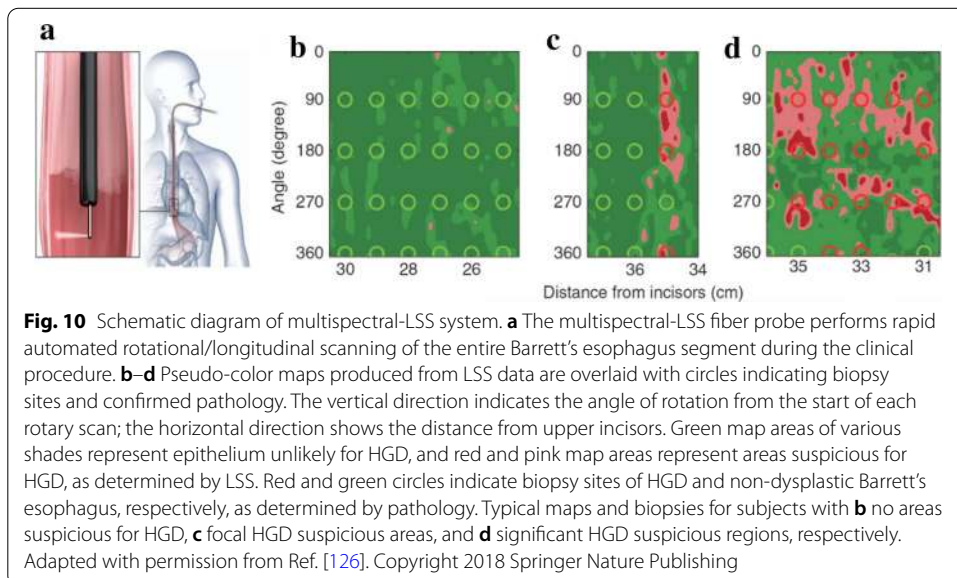 a
b
c
d
0
90
180
270
360
Angle (degree)
30 28 26
36 34
0
90
180
270
360
35 33 31
Distance from incisors (cm)
Fig. 10 Schematic diagram of multispectral-LSS system. a The multispectral-LSS fiber probe performs rapid
automated rotational/longitudinal scanning of the entire Barrett's esophagus segment during the clinical
procedure. b–d Pseudo-color maps produced from LSS data are overlaid with circles indicating biopsy
sites and confirmed pathology. The vertical direction indicates the angle of rotation from the start of each
rotary scan; the horizontal direction shows the distance from upper incisors. Green map areas of various
shades represent epithelium unlikely for HGD, and red and pink map areas represent areas suspicious for
HGD, as determined by LSS. Red and green circles indicate biopsy sites of HGD and non-dysplastic Barrett's
esophagus, respectively, as determined by pathology. Typical maps and biopsies for subjects with b no areas
suspicious for HGD, c focal HGD suspicious areas, and d significant HGD suspicious regions, respectively.
Adapted with permission from Ref. [126]. Copyright 2018 Springer Nature Publishing